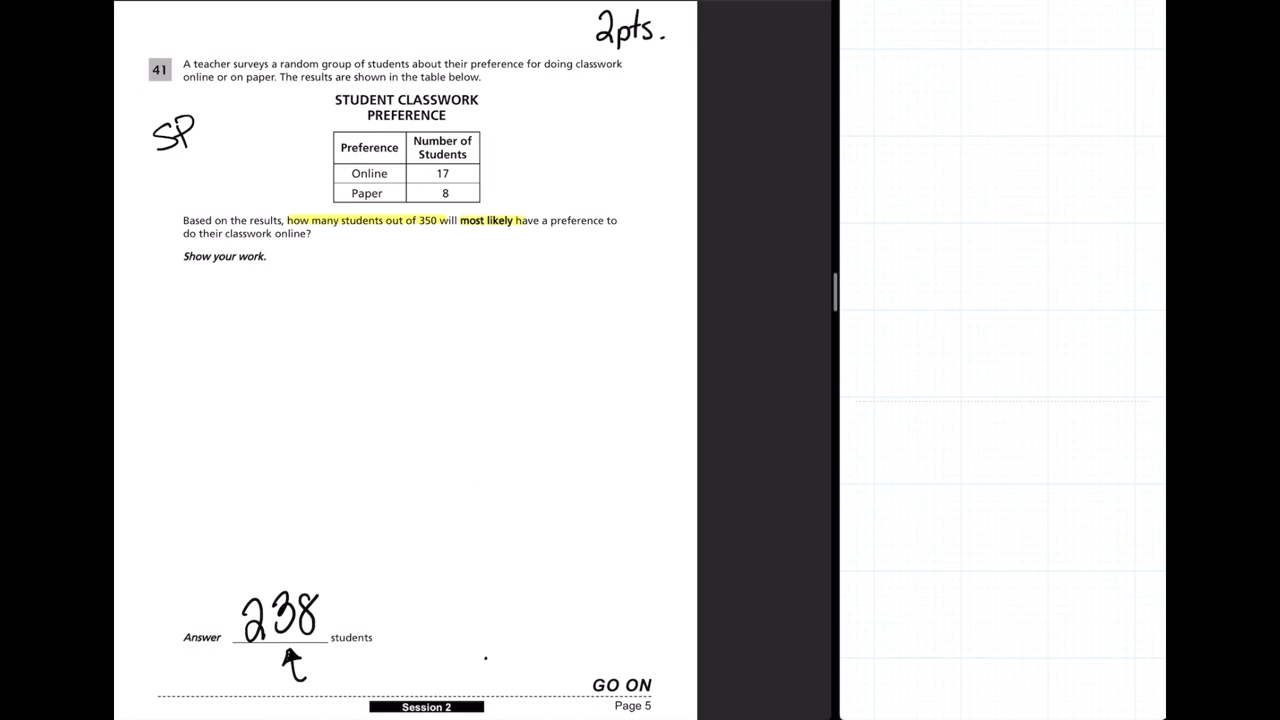 2pts.
41
A teacher surveys a random group of students about their preference for doing classwork
online or on paper. The results are shown in the table below.
STUDENT CLASSWORK
PREFERENCE
SP
Preference Number of
Students
Online 17
Paper 8
Based on the results, how many students out of 350 will most likely have a preference to
do their classwork online?
Show your work.
238
Answer students
GO ON
Session 2
Page 5